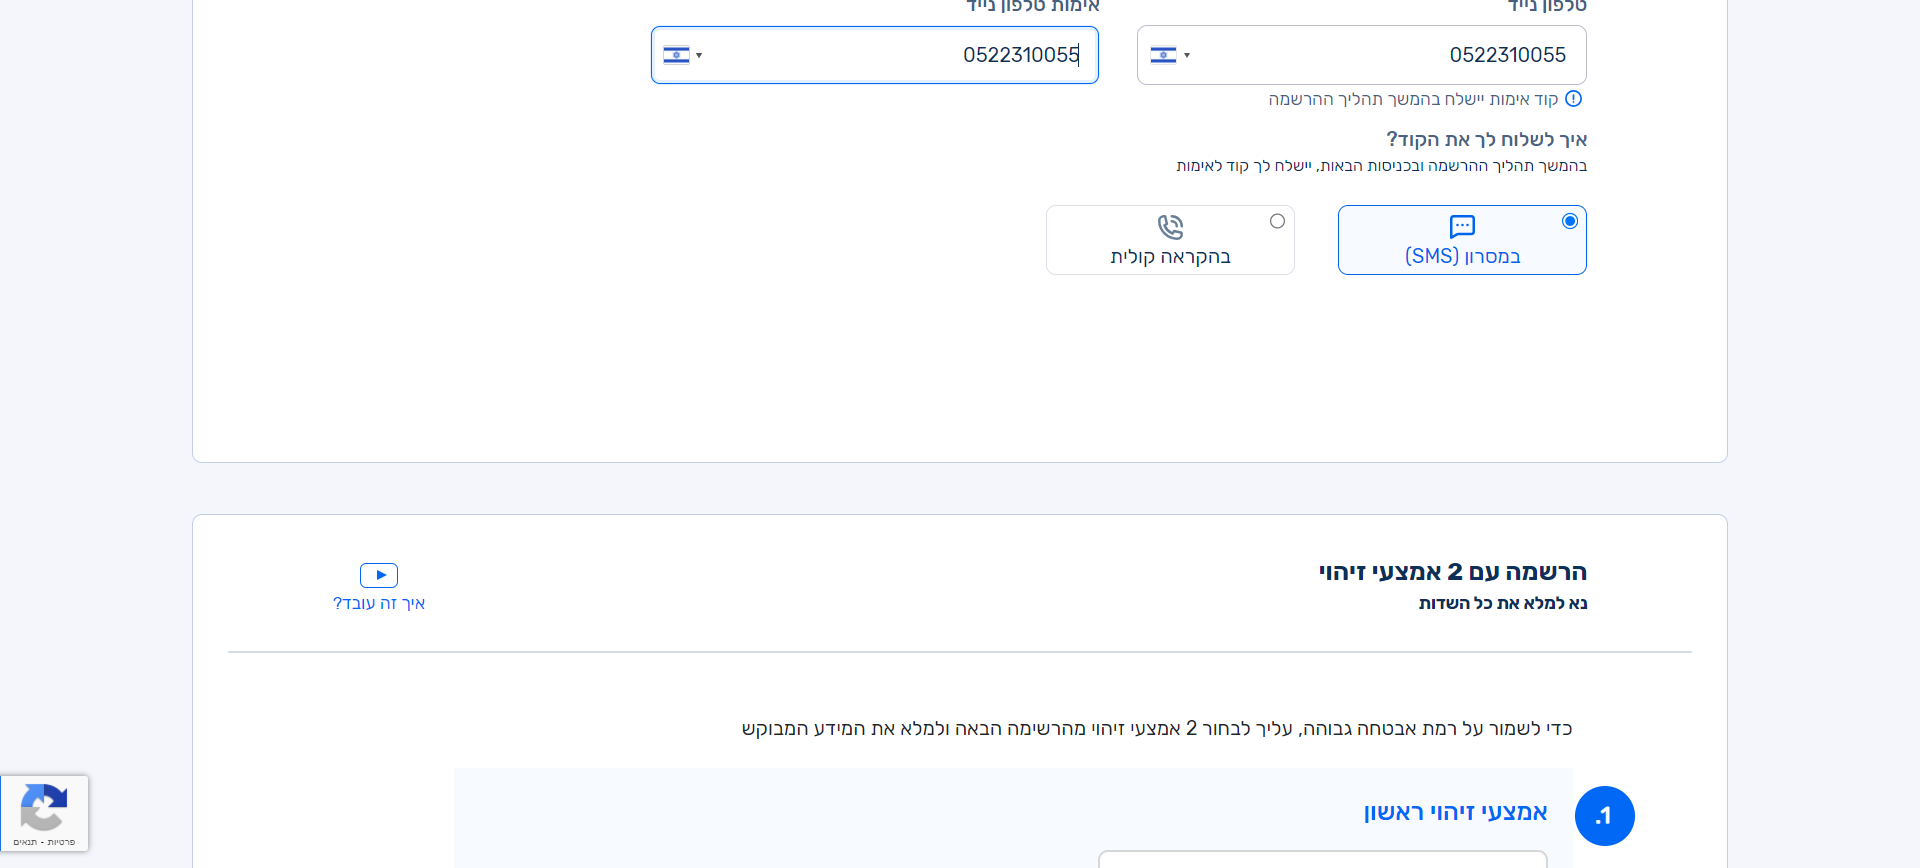 טלפון נייד
אימות טלפון נייד
0522310055
0522310055
קוד אימות יישלח בהמשך תהליך ההרשמה
איך לשלוח לך את הקוד?
בהמשך תהליך ההרשמה ובכניסות הבאות, יישלח לך קוד לאימות
במסרון (SMS)
בהקראה קולית
הרשמה עם 2 אמצעי זיהוי
נא למלא את כל השדות
איך זה עובד?
כדי לשמור על רמת אבטחה גבוהה, עליך לבחור 2 אמצעי זיהוי מהרשימה הבאה ולמלא את המידע המבוקש
1.
אמצעי זיהוי ראשון
פרטיות - תנאים